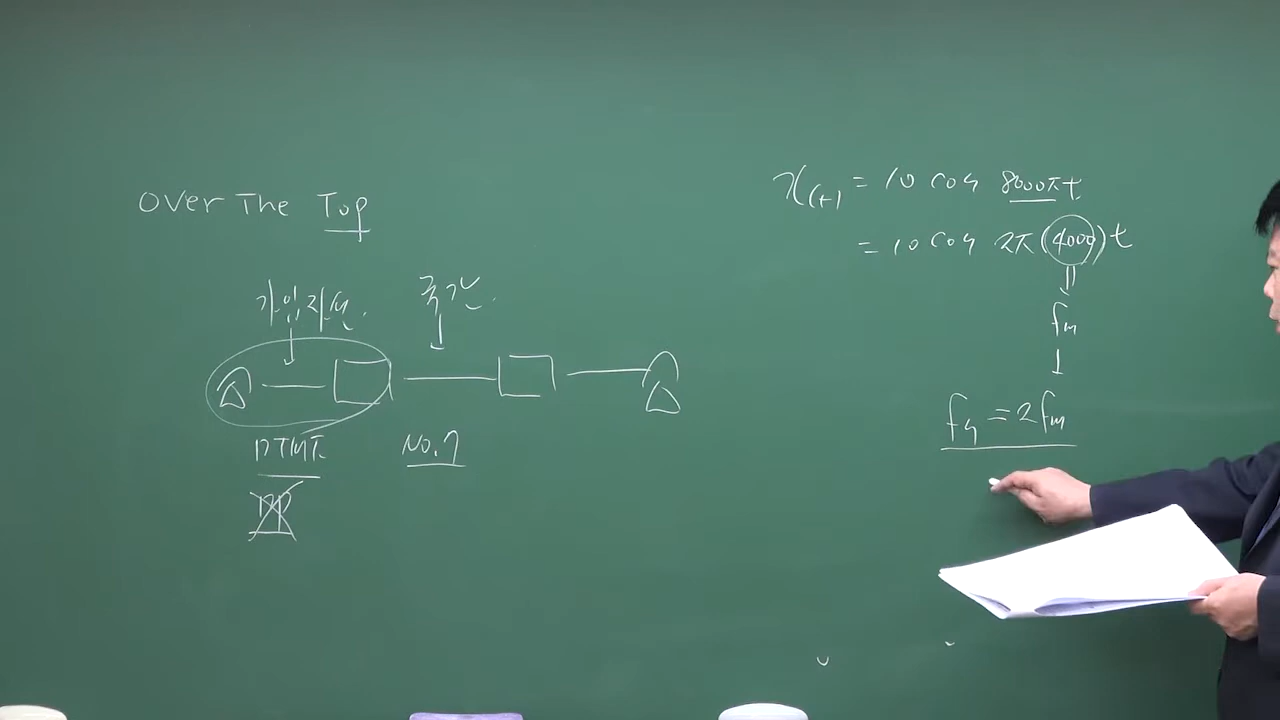 Over The Top
가입자선.
국간.
DTMF
No.7
x(t) = 10 cos 8000πt
= 10 cos 2π(4000)t
fm
fs = 2fm